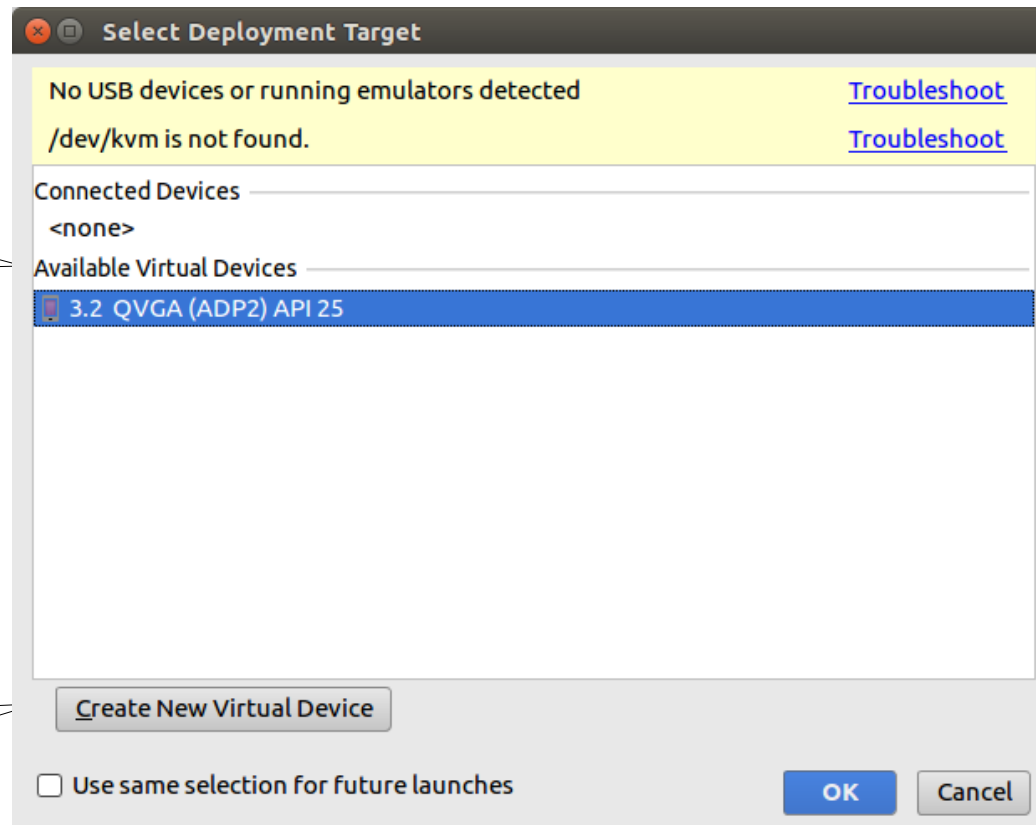 Select Deployment Target
No USB devices or running emulators detected Troubleshoot
/dev/kvm is not found. Troubleshoot
Connected Devices
<none>
Available Virtual Devices
3.2 QVGA (ADP2) API 25
Create New Virtual Device
Use same selection for future launches
OK Cancel